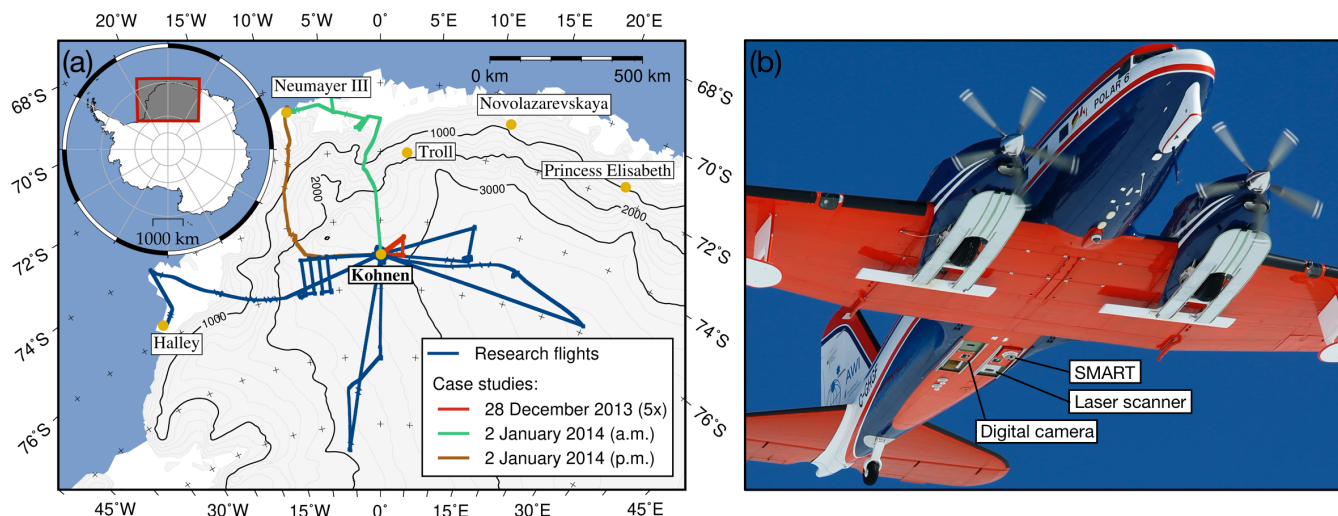 20°W 15°W 10°W 5°W 0°E 5°E 10°E 15°E 20°E
(a)
0 km 500 km
Neumayer III
Novolazarevskaya
68°S
68°S
1000
Troll
70°S
70°S
Princess Elisabeth
2000
3000
2000
1000 km
72°S
72°S
Kohnen
1000
Halley
74°S
74°S
Research flights
Case studies:
28 December 2013 (5x)
2 January 2014 (a.m.)
2 January 2014 (p.m.)
76°S
76°S
45°W 30°W 15°W 0° 15°E 30°E 45°E
(b)
POLAR 6
AWI
C-GHGF
SMART
Laser scanner
Digital camera